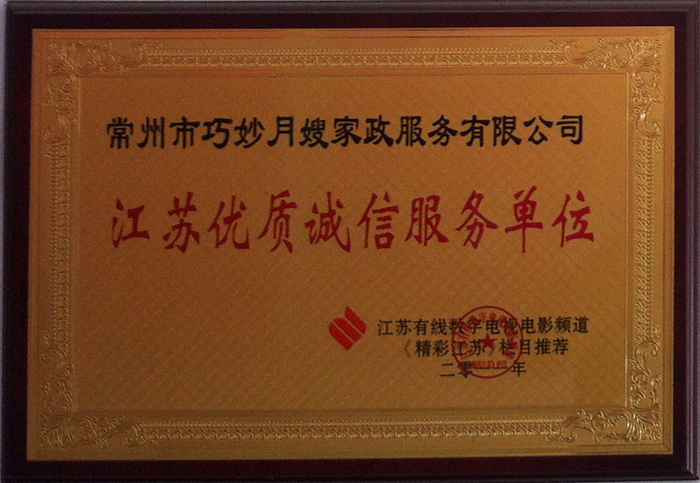 常州市巧妙月嫂家政服务有限公司
江苏优质诚信服务单位
江苏有线数字电视电影频道
《精彩江苏》栏目推荐
二零 年